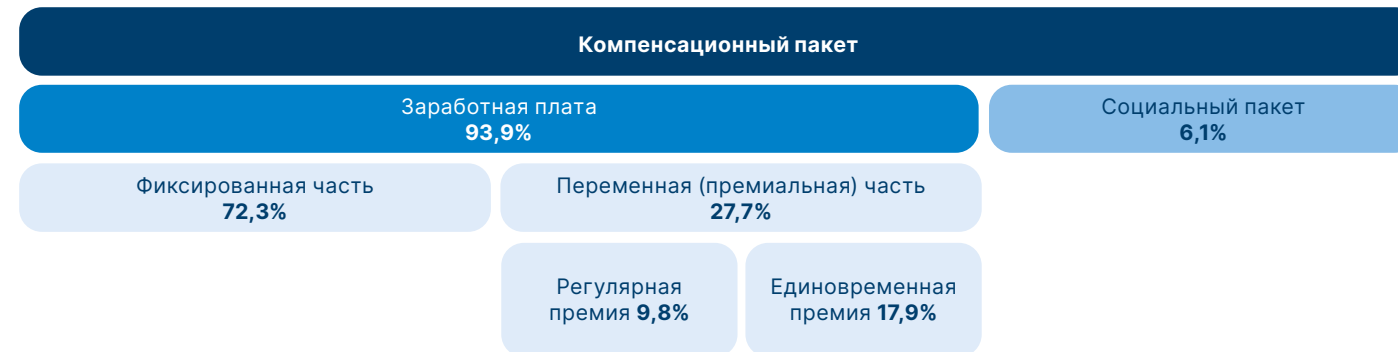 Компенсационный пакет
Заработная плата
93,9%
Социальный пакет
6,1%
Фиксированная часть
72,3%
Переменная (премиальная) часть
27,7%
Регулярная
премия 9,8%
Единовременная
премия 17,9%